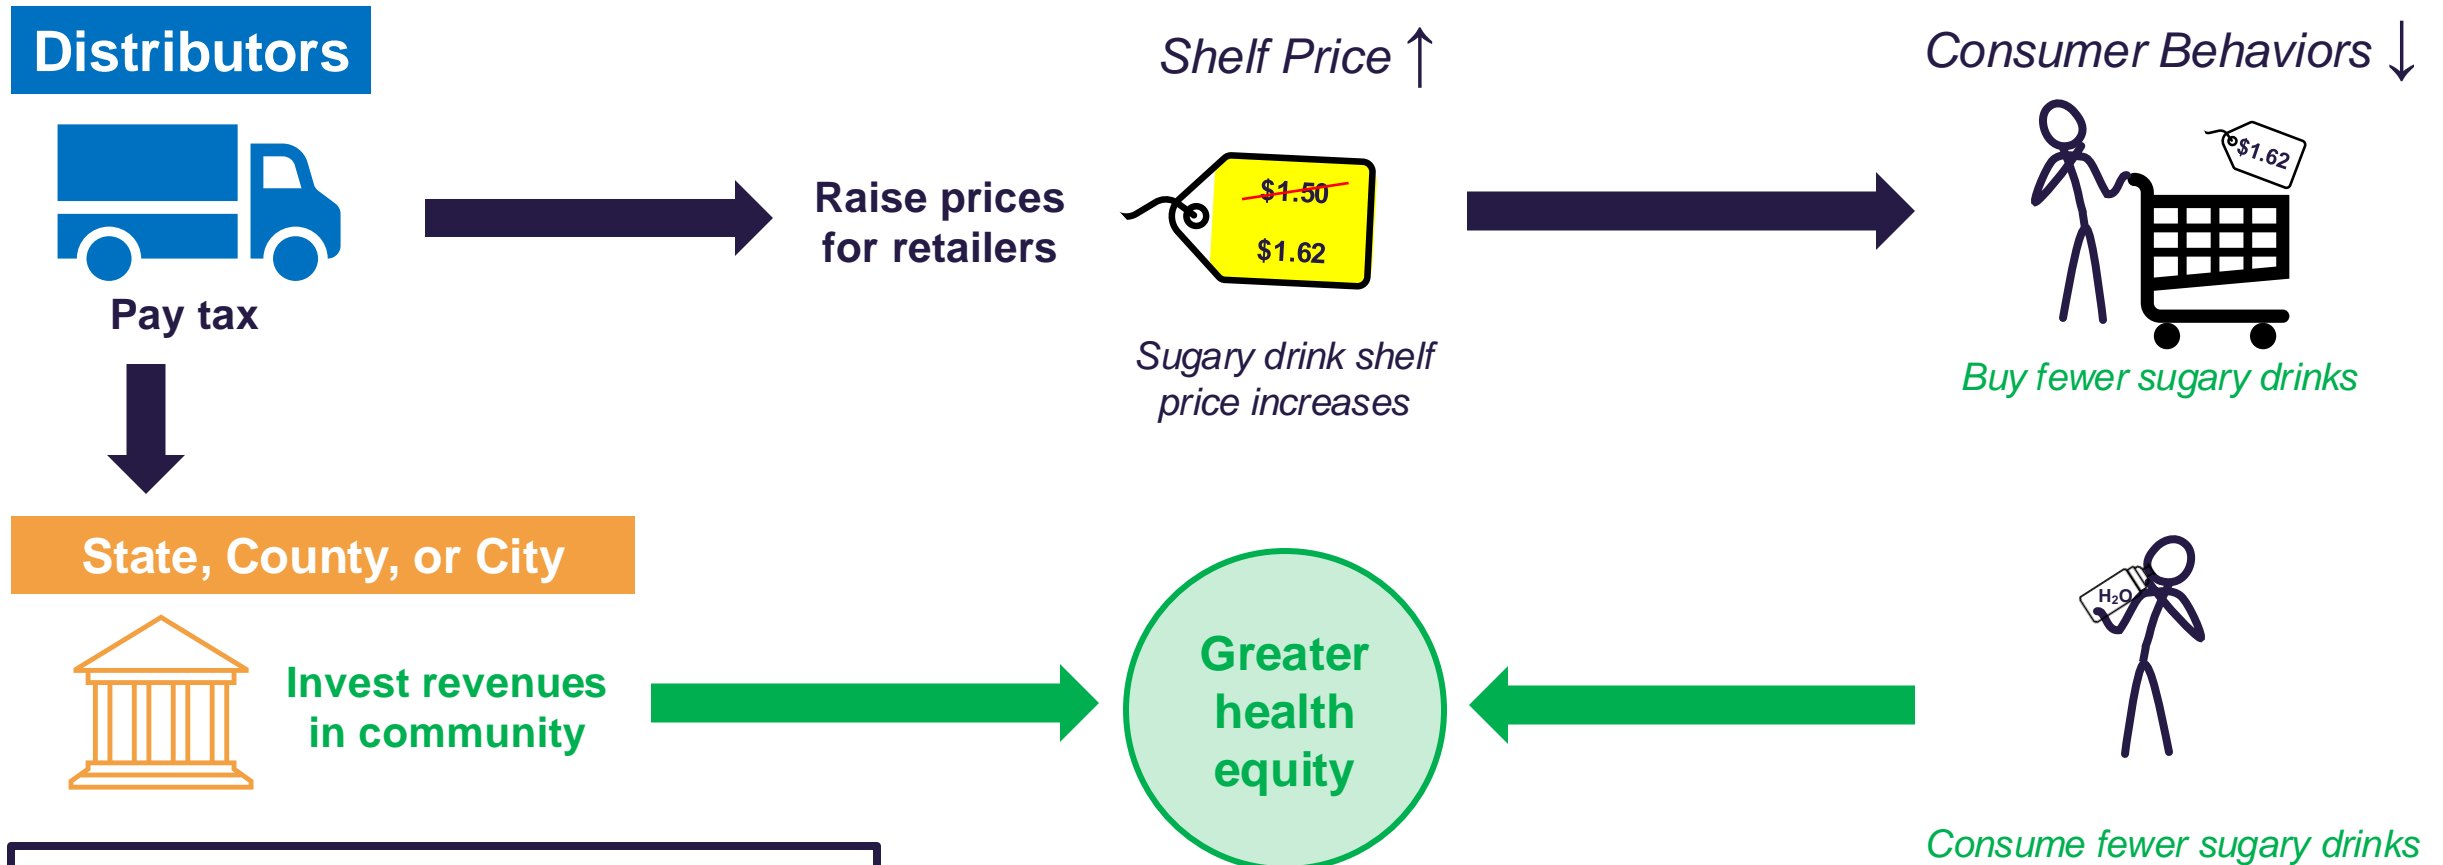 Distributors
Pay tax
Raise prices
for retailers
Shelf Price ↑
$1.50
$1.62
Sugary drink shelf
price increases
Consumer Behaviors ↓
$1.62
Buy fewer sugary drinks
State, County, or City
Invest revenues
in community
Greater
health
equity
H₂O
Consume fewer sugary drinks